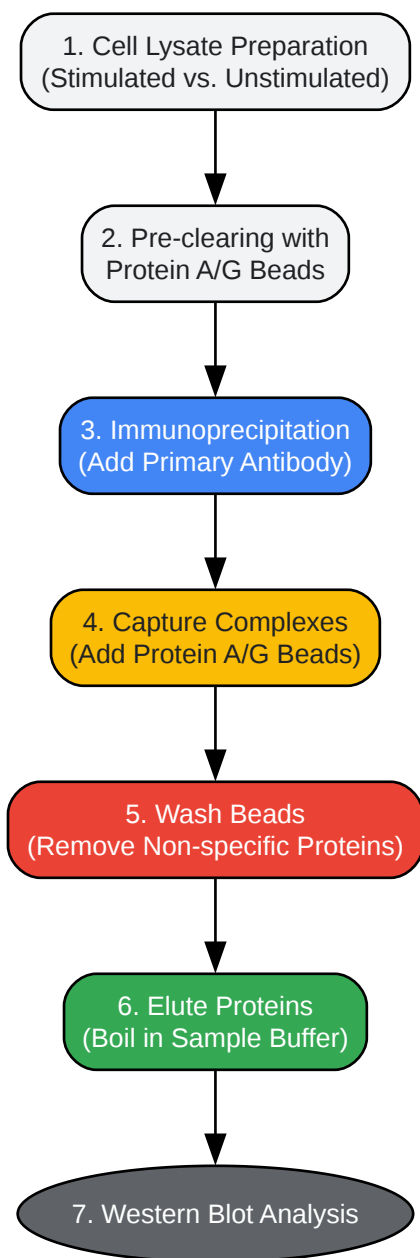 1. Cell Lysate Preparation
(Stimulated vs. Unstimulated)
2. Pre-clearing with
Protein A/G Beads
3. Immunoprecipitation
(Add Primary Antibody)
4. Capture Complexes
(Add Protein A/G Beads)
5. Wash Beads
(Remove Non-specific Proteins)
6. Elute Proteins
(Boil in Sample Buffer)
7. Western Blot Analysis